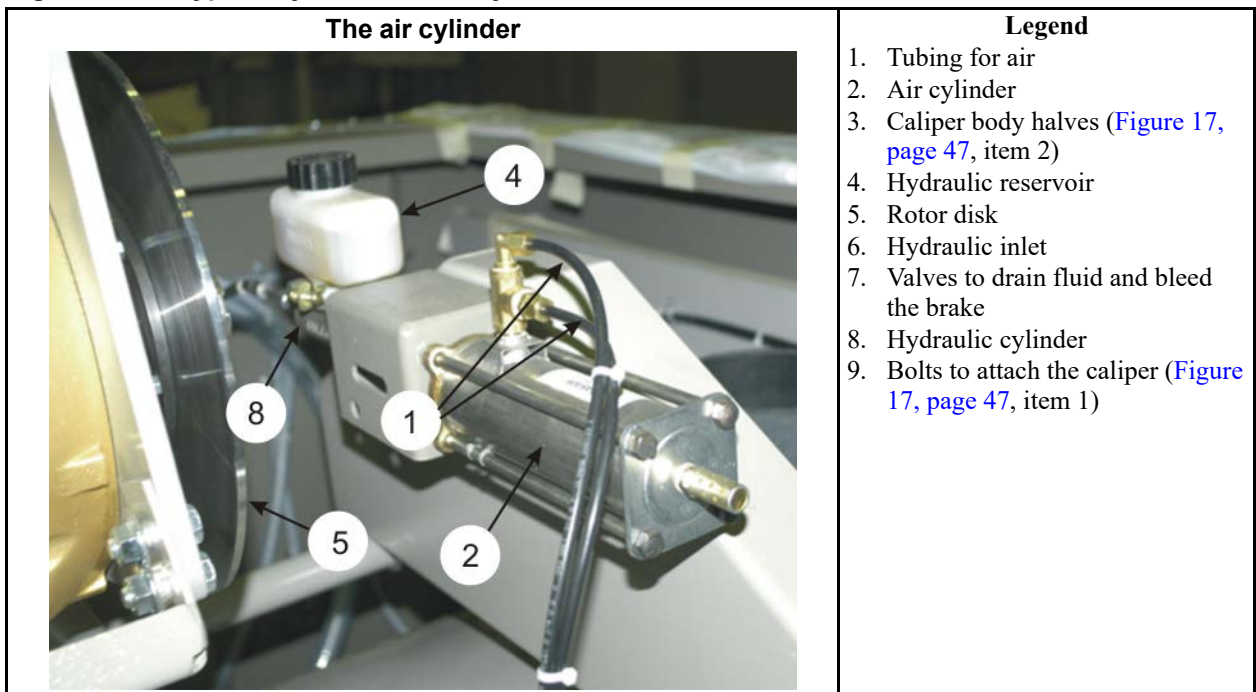 The air cylinder
4
8
1
5
2
Legend
1. Tubing for air
2. Air cylinder
3. Caliper body halves (Figure 17,
page 47, item 2)
4. Hydraulic reservoir
5. Rotor disk
6. Hydraulic inlet
7. Valves to drain fluid and bleed
the brake
8. Hydraulic cylinder
9. Bolts to attach the caliper (Figure
17, page 47, item 1)